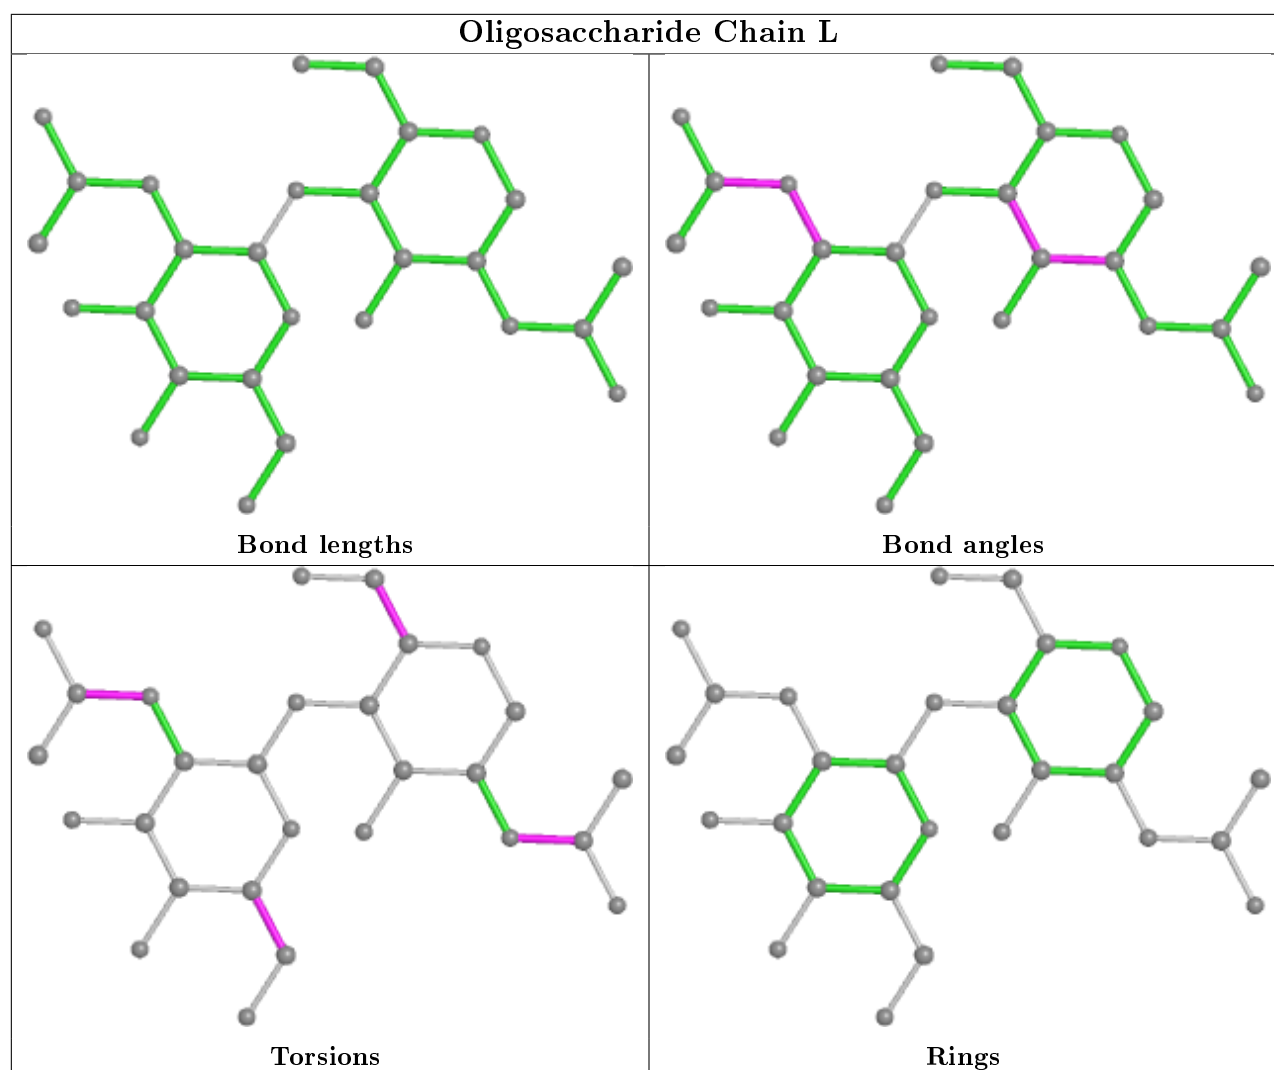 Oligosaccharide Chain L
Bond lengths
Bond angles
Torsions
Rings